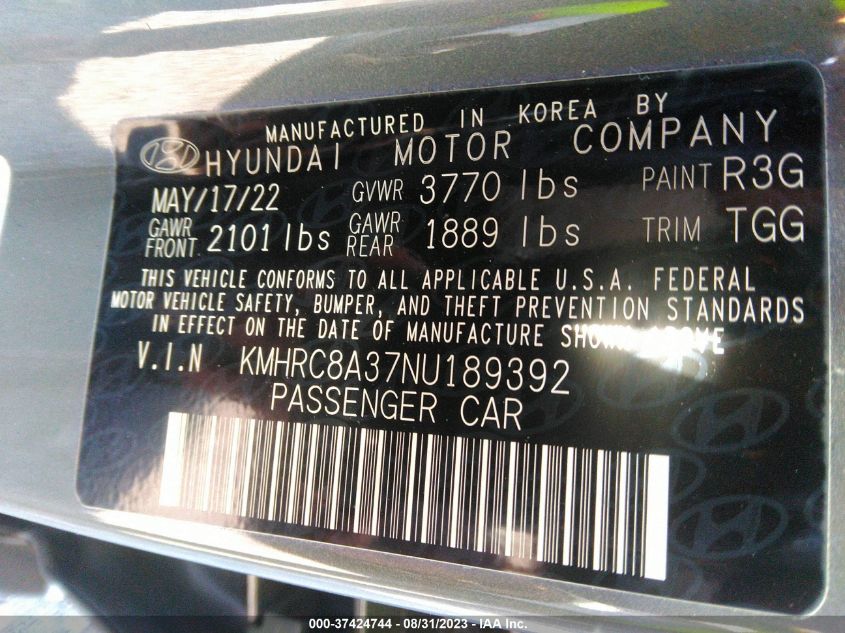 MANUFACTURED IN KOREA BY
HYUNDAI MOTOR COMPANY
MAY/17/22 GVWR 3770 lbs PAINT R3G
GAWR FRONT 2101 lbs GAWR REAR 1889 lbs TRIM TGG
THIS VEHICLE CONFORMS TO ALL APPLICABLE U.S.A. FEDERAL
MOTOR VEHICLE SAFETY, BUMPER, AND THEFT PREVENTION STANDARDS
IN EFFECT ON THE DATE OF MANUFACTURE SHOWN ABOVE
V.I.N KMHRC8A37NU189392
PASSENGER CAR
000-37424744 - 08/31/2023 - IAA Inc.